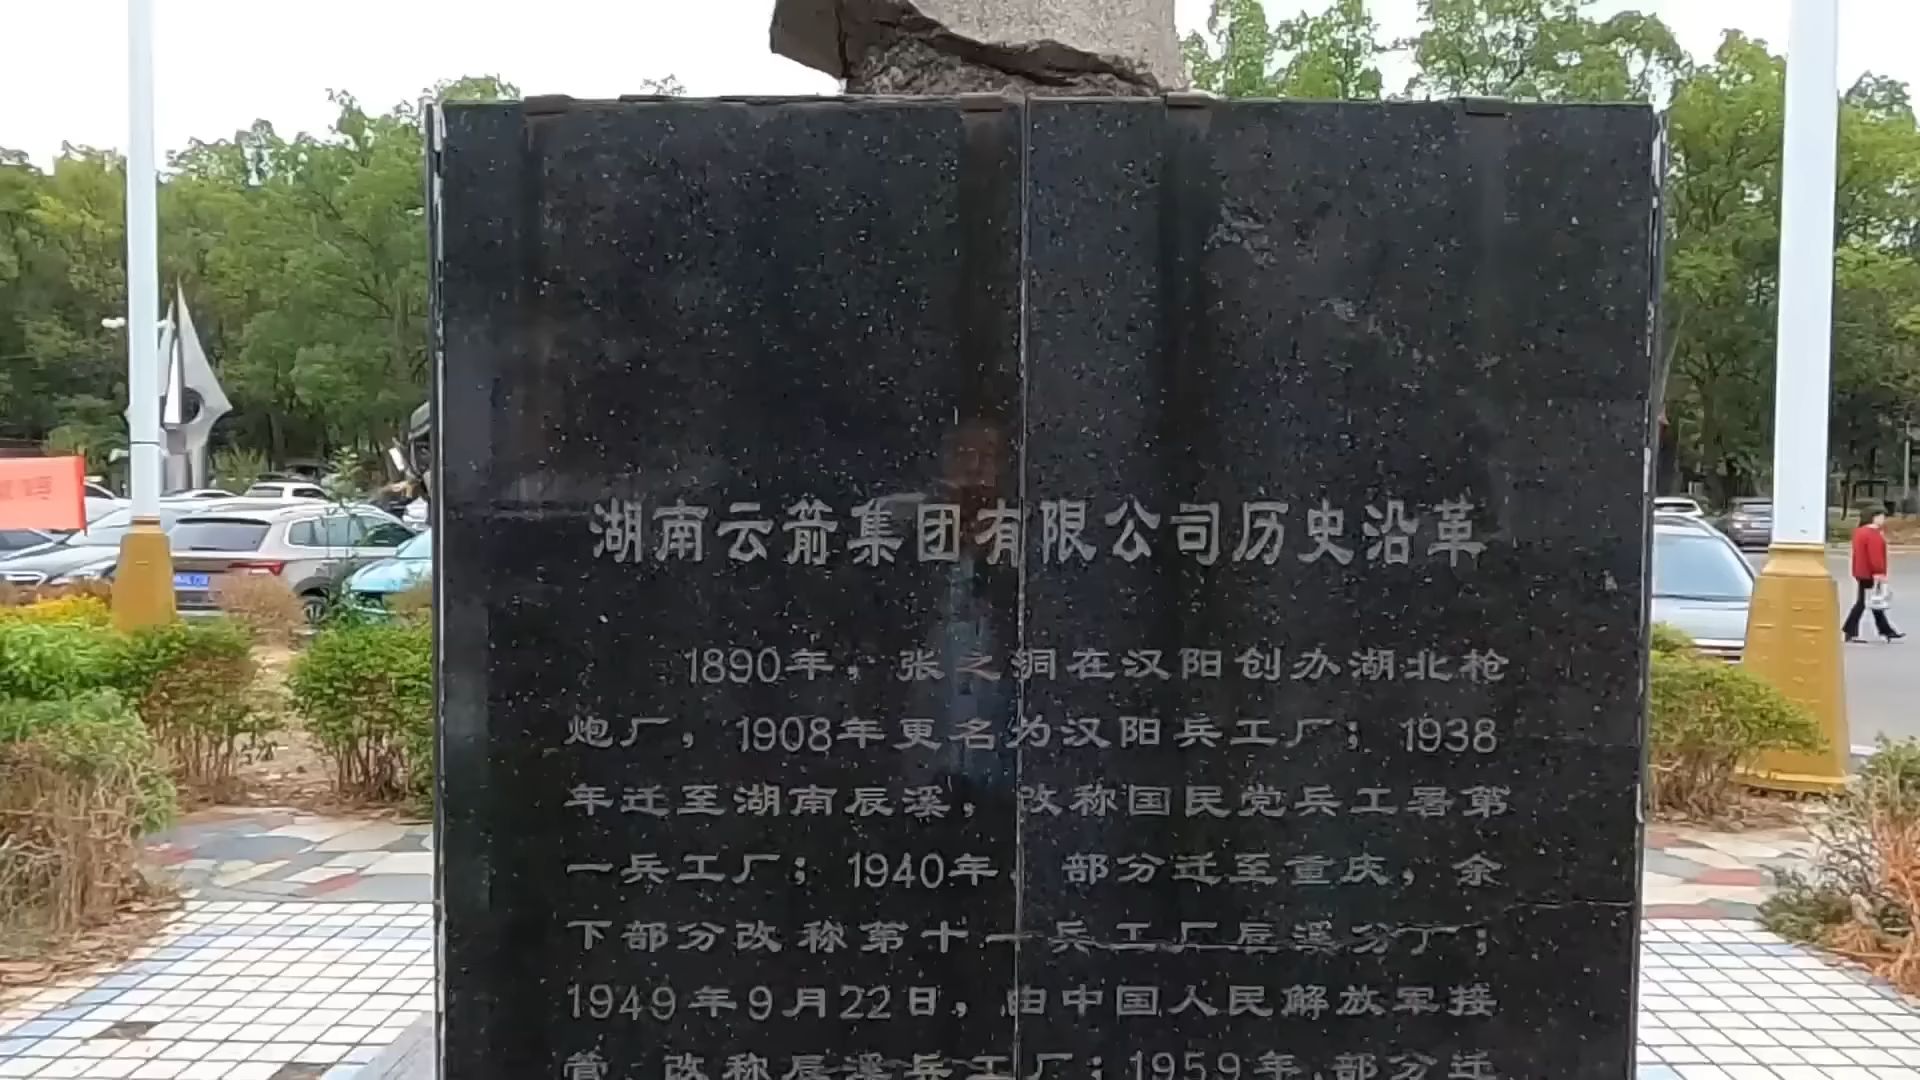 湖南云箭集团有限公司历史沿革
1890年，张之洞在汉阳创办湖北枪
炮厂，1908年更名为汉阳兵工厂；1938
年迁至湖南辰溪，改称国民党兵工署第
一兵工厂；1940年，部分迁至重庆，余
下部分改称第十一兵工厂辰溪分厂；
1949年9月22日，由中国人民解放军接
管，改称辰溪兵工厂；1959年,部分迁